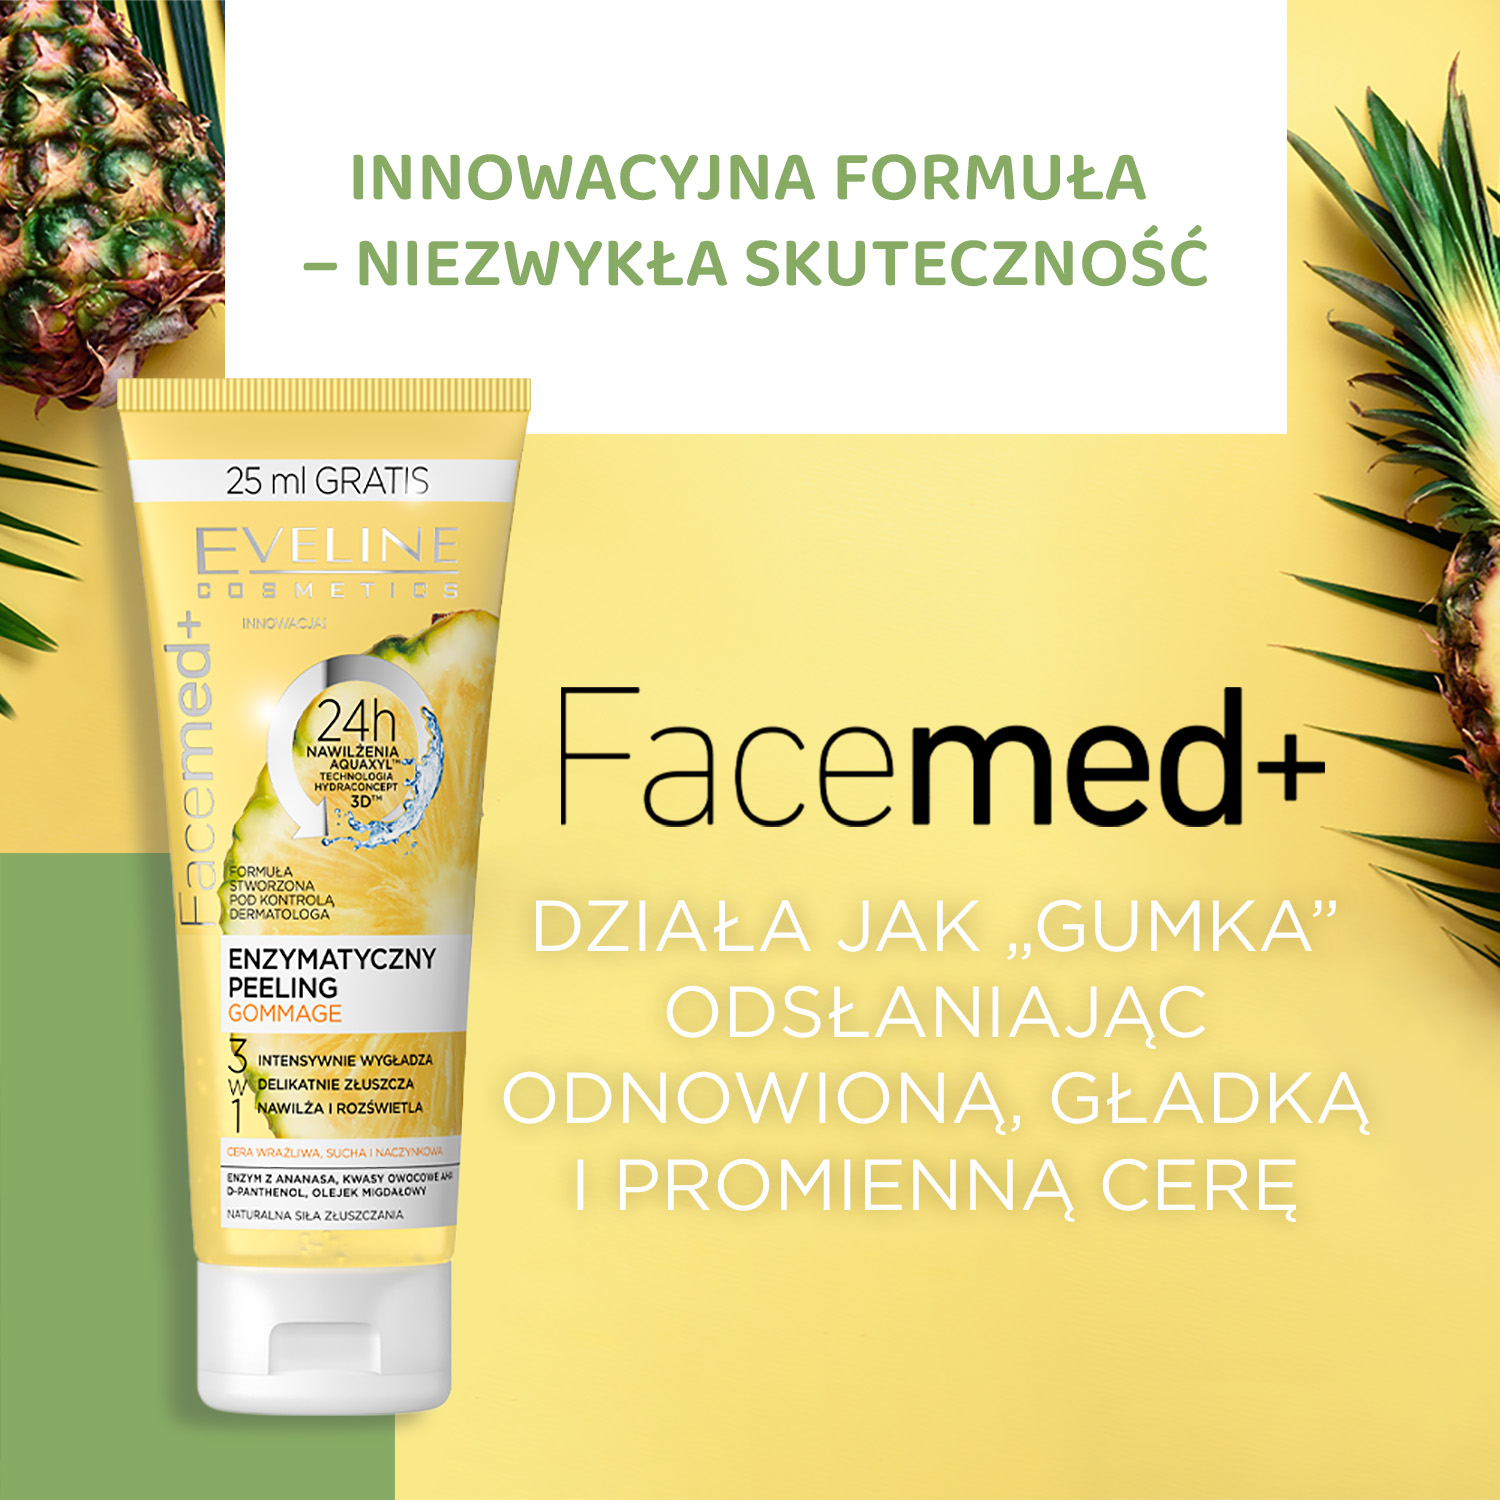 INNOWACYJNA FORMUŁA
– NIEZWYKŁA SKUTECZNOŚĆ
25 ml GRATIS
EVELINE
COSMETICS
INNOWACJA!
Facemed+
24h
NAWILŻENIA
AQUAXYL™
TECHNOLOGIA
HYDRACONCEPT
3D™
FORMUŁA
STWORZONA
POD KONTROLĄ
DERMATOLOGA
ENZYMATYCZNY
PEELING
GOMMAGE
3 w 1
INTENSYWNIE WYGŁADZA
DELIKATNIE ZŁUSZCZA
NAWILŻA I ROZŚWIETLA
CERA WRAŻLIWA, SUCHA I NACZYNKOWA
ENZYM Z ANANASA, KWASY OWOCOWE AHA
D-PANTHENOL, OLEJEK MIGDAŁOWY
NATURALNA SIŁA ZŁUSZCZANIA
Facemed+
DZIAŁA JAK „GUMKA”
ODSŁANIAJĄC
ODNOWIONĄ, GŁADKĄ
I PROMIENNĄ CERĘ